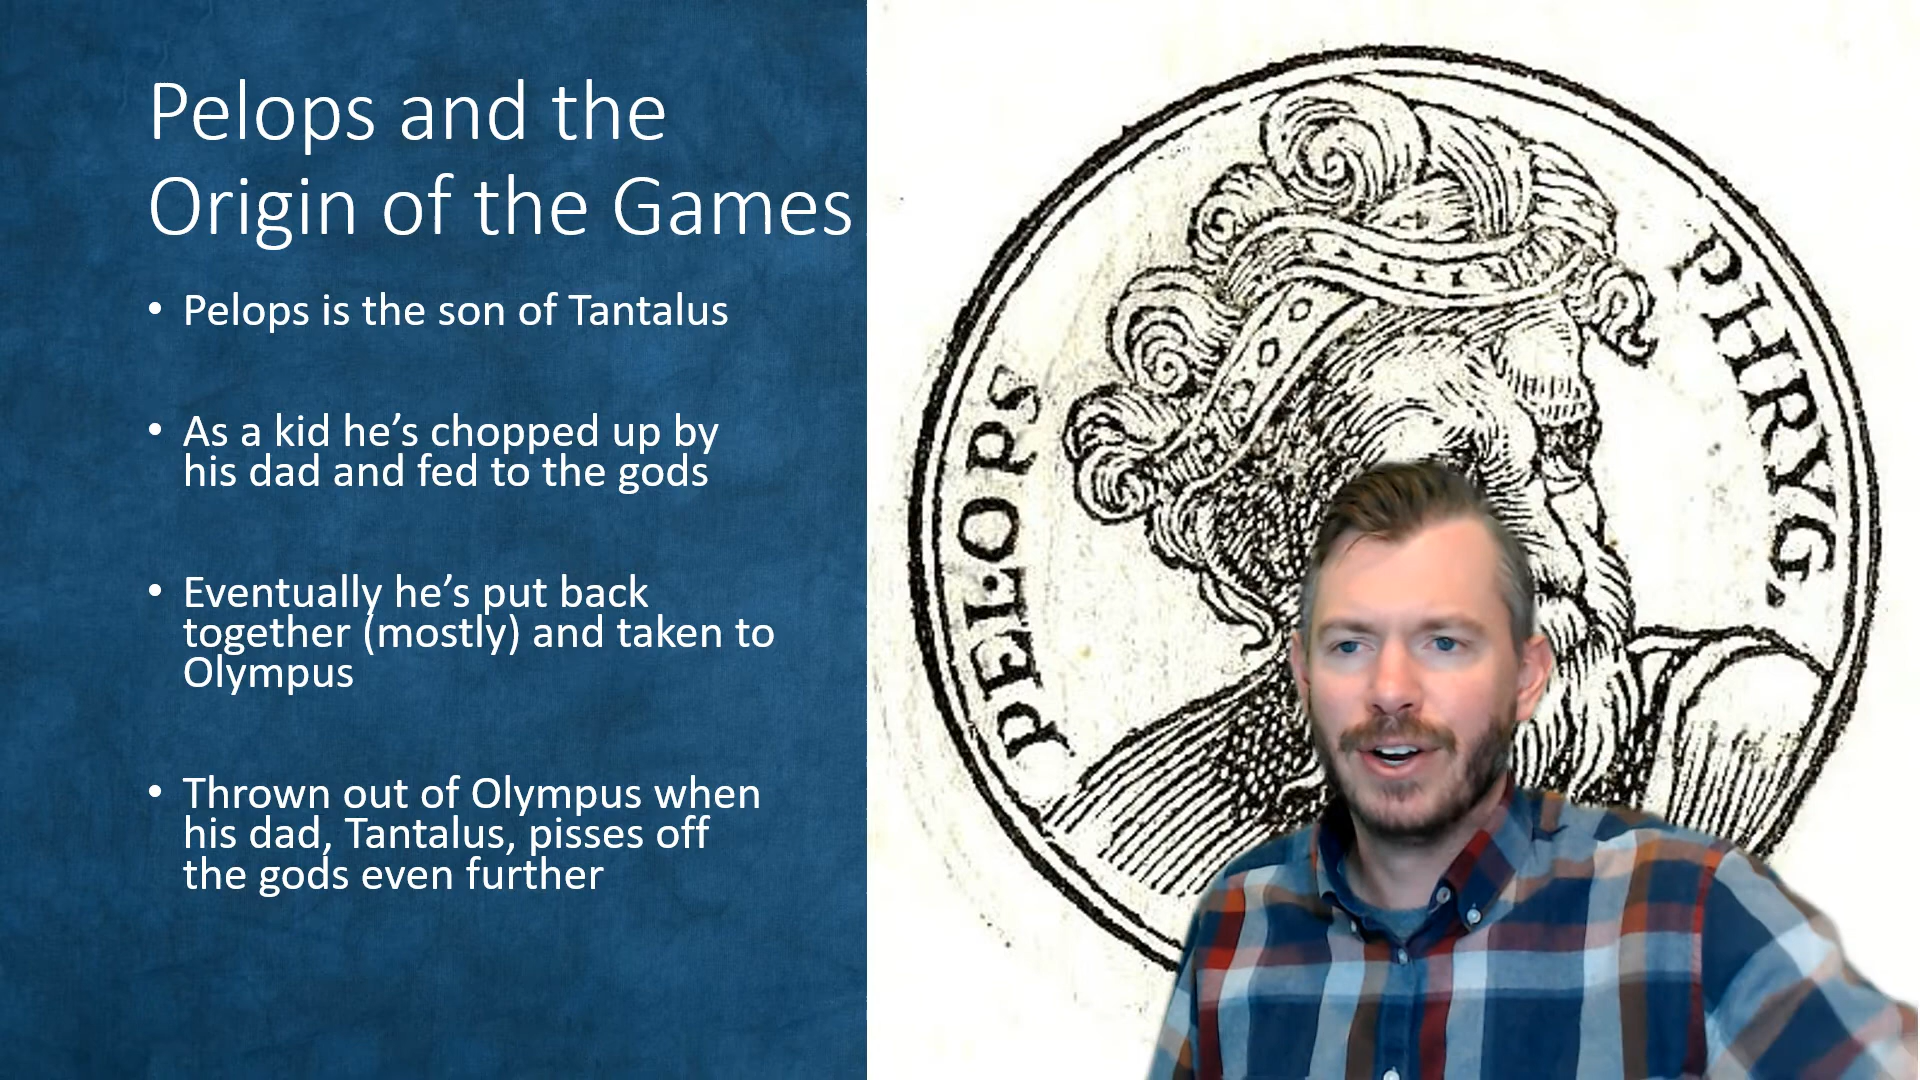 Pelops and the
Origin of the Games
• Pelops is the son of Tantalus
• As a kid he’s chopped up by
his dad and fed to the gods
• Eventually he’s put back
together (mostly) and taken to
Olympus
• Thrown out of Olympus when
his dad, Tantalus, pisses off
the gods even further
PELOPS
PHRYG.